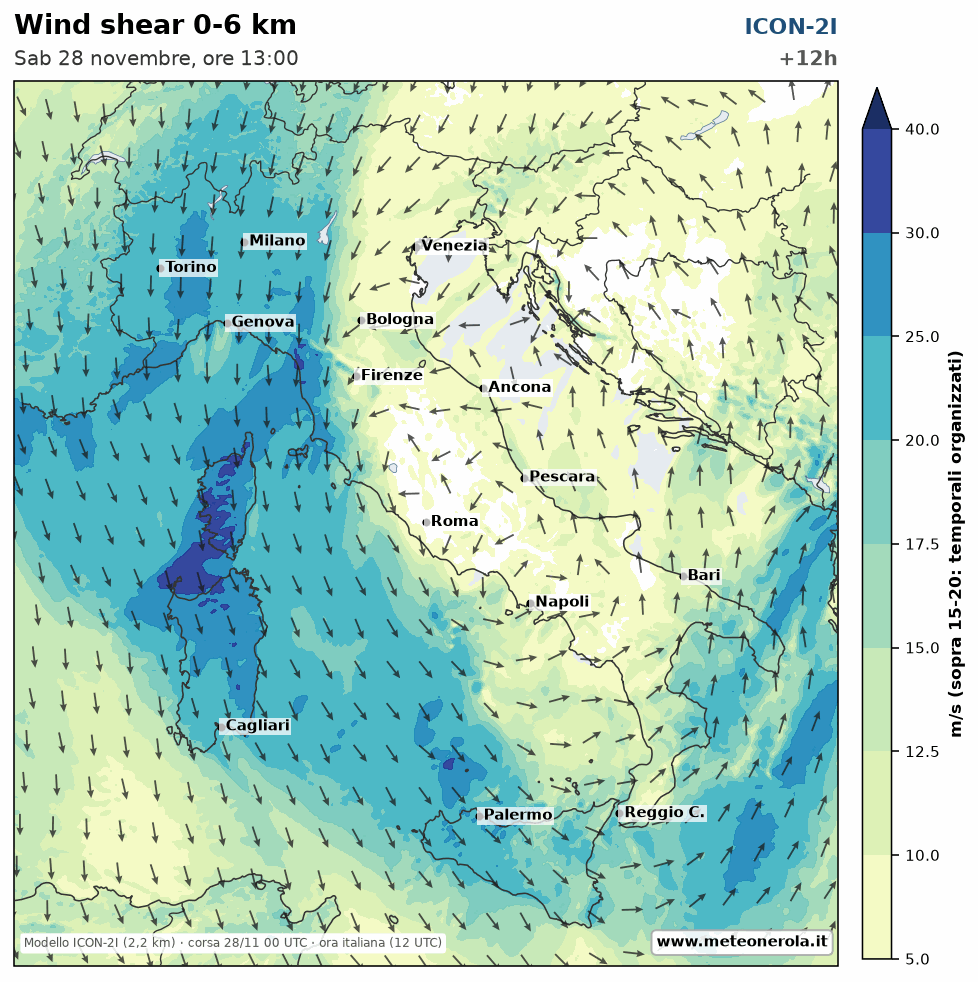 Wind shear 0-6 km
ICON-2I
Sab 28 novembre, ore 13:00
+12h
40.0
30.0
25.0
20.0
17.5
15.0
12.5
10.0
5.0
m/s (sopra 15-20: temporali organizzati)
Milano
Venezia
Torino
Genova
Bologna
Firenze
Ancona
Pescara
Roma
Bari
Napoli
Cagliari
Palermo
Reggio C.
Modello ICON-2I (2,2 km) · corsa 28/11 00 UTC · ora italiana (12 UTC)
www.meteonerola.it